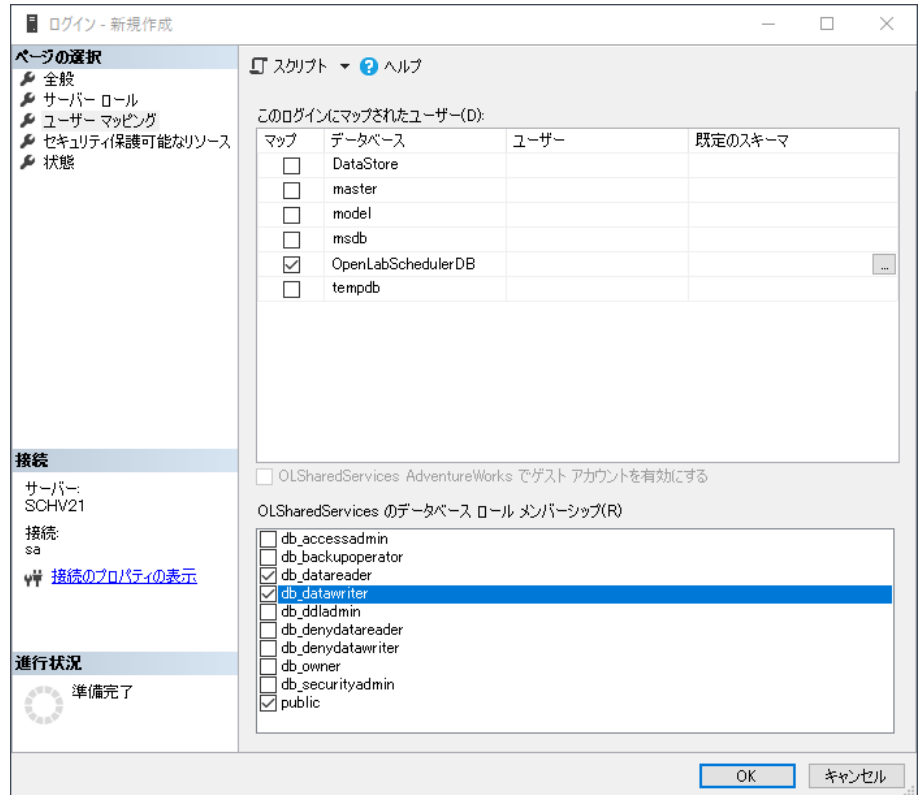 ログイン - 新規作成
ページの選択
全般
サーバー ロール
ユーザー マッピング
セキュリティ保護可能なリソース
状態
スクリプト ヘルプ
このログインにマップされたユーザー(D):
マップ データベース ユーザー 既定のスキーマ
DataStore
master
model
msdb
OpenLabSchedulerDB ...
tempdb
OLSharedServices AdventureWorks でゲスト アカウントを有効にする
OLSharedServices のデータベース ロール メンバーシップ(R)
db_accessadmin
db_backupoperator
db_datareader
db_datawriter
db_ddladmin
db_denydatareader
db_denydatawriter
db_owner
db_securityadmin
public
接続
サーバー:
SCHV21
接続:
sa
接続のプロパティの表示
進行状況
準備完了
OK キャンセル